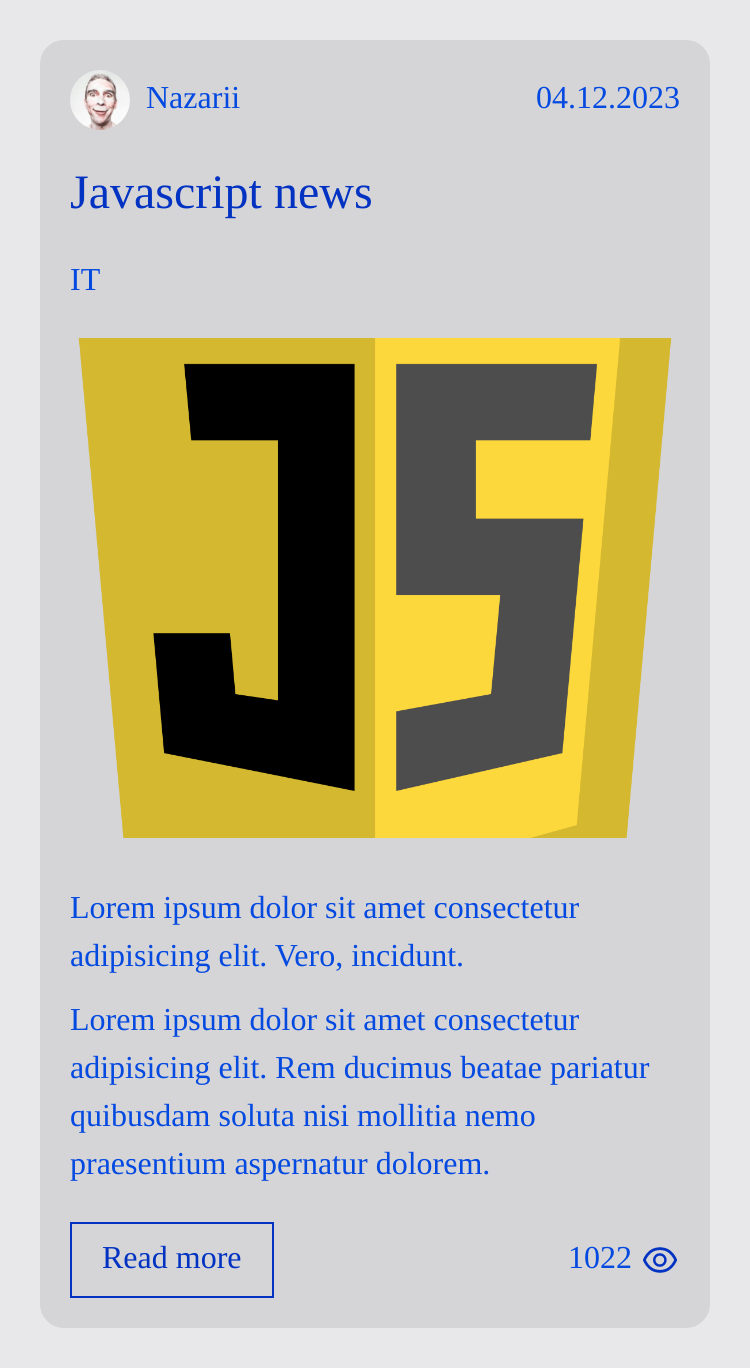 Nazarii 04.12.2023
Javascript news
IT
JS
Lorem ipsum dolor sit amet consectetur
adipisicing elit. Vero, incidunt.
Lorem ipsum dolor sit amet consectetur
adipisicing elit. Rem ducimus beatae pariatur
quibusdam soluta nisi mollitia nemo
praesentium aspernatur dolorem.
Read more 1022